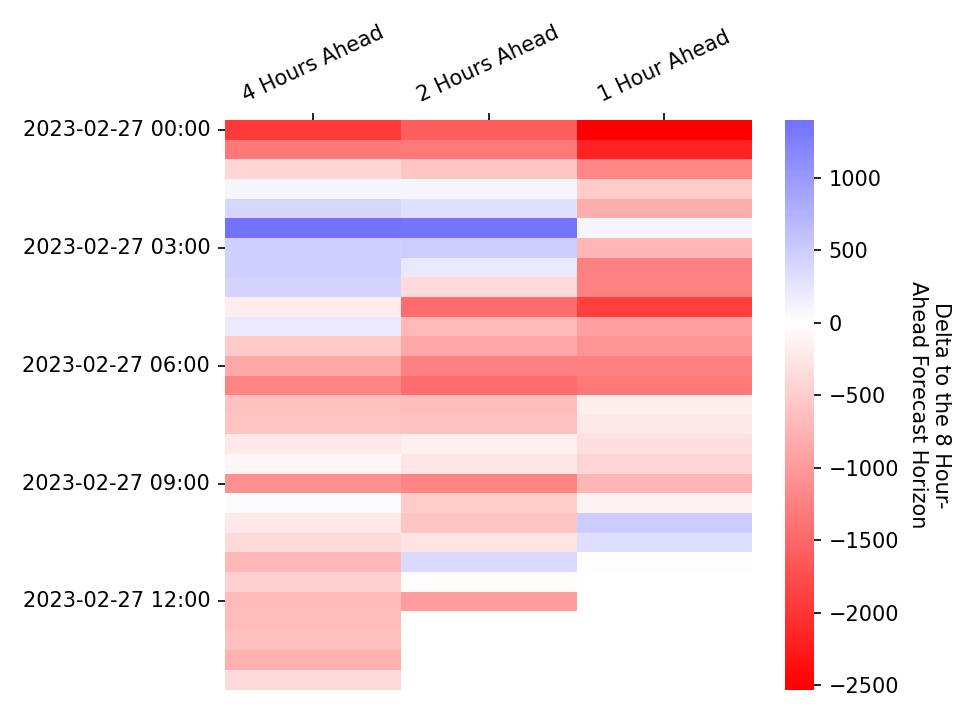 4 Hours Ahead
2 Hours Ahead
1 Hour Ahead
2023-02-27 00:00
2023-02-27 03:00
2023-02-27 06:00
2023-02-27 09:00
2023-02-27 12:00
1000
500
0
−500
−1000
−1500
−2000
−2500
Delta to the 8 Hour-
Ahead Forecast Horizon